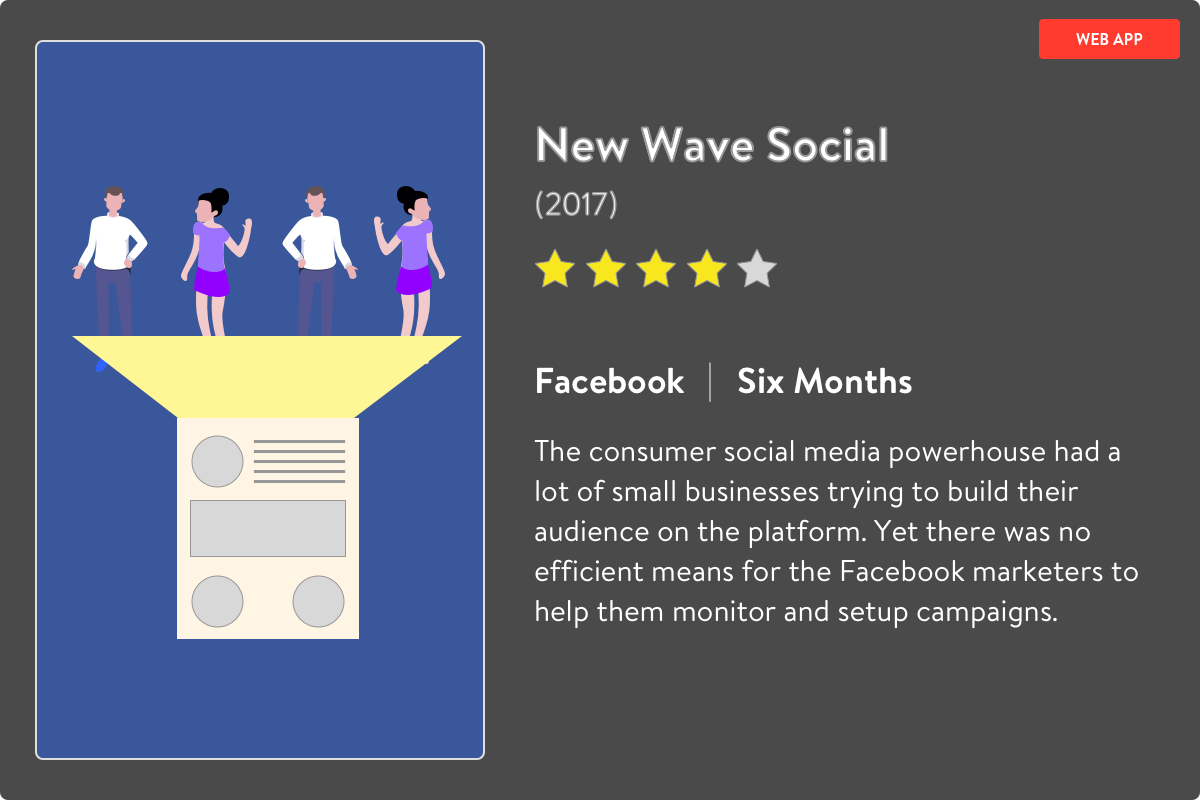 WEB APP
New Wave Social
(2017)
Facebook | Six Months
The consumer social media powerhouse had a
lot of small businesses trying to build their
audience on the platform. Yet there was no
efficient means for the Facebook marketers to
help them monitor and setup campaigns.